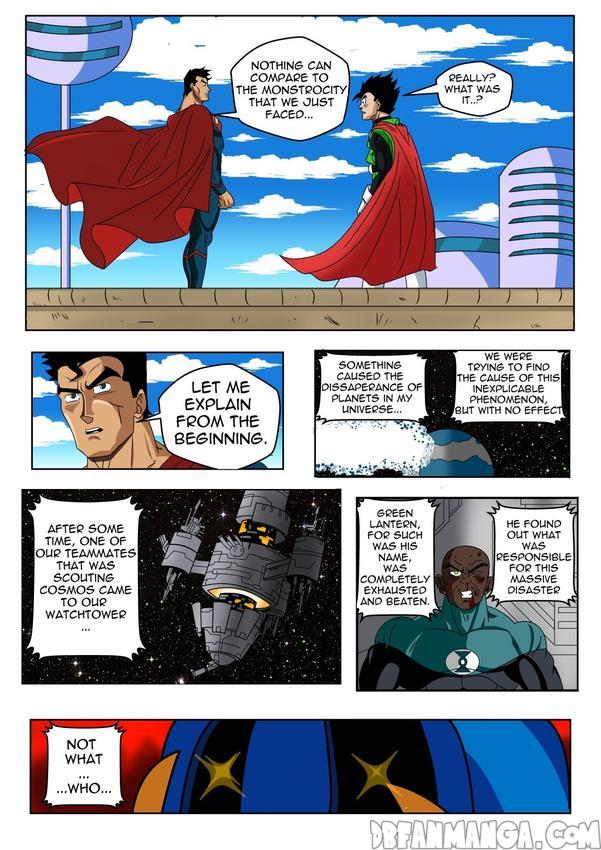 NOTHING CAN
COMPARE TO
THE MONSTROCITY
THAT WE JUST
FACED...
REALLY?
WHAT WAS
IT..?
LET ME
EXPLAIN
FROM THE
BEGINNING.
SOMETHING
CAUSED THE
DISSAPERANCE OF
PLANETS IN MY
UNIVERSE...
WE WERE
TRYING TO FIND
THE CAUSE OF THIS
INEXPLICABLE
PHENOMENON,
BUT WITH NO EFFECT
AFTER SOME
TIME, ONE OF
OUR TEAMMATES
THAT WAS
SCOUTING
COSMOS CAME
TO OUR
WATCHTOWER
...
GREEN
LANTERN,
FOR SUCH
WAS HIS
NAME,
WAS
COMPLETELY
EXHAUSTED
AND BEATEN.
HE FOUND
OUT WHAT
WAS
RESPONSIBLE
FOR THIS
MASSIVE
DISASTER
NOT
WHAT
...
...WHO...
DBFANMANGA.COM